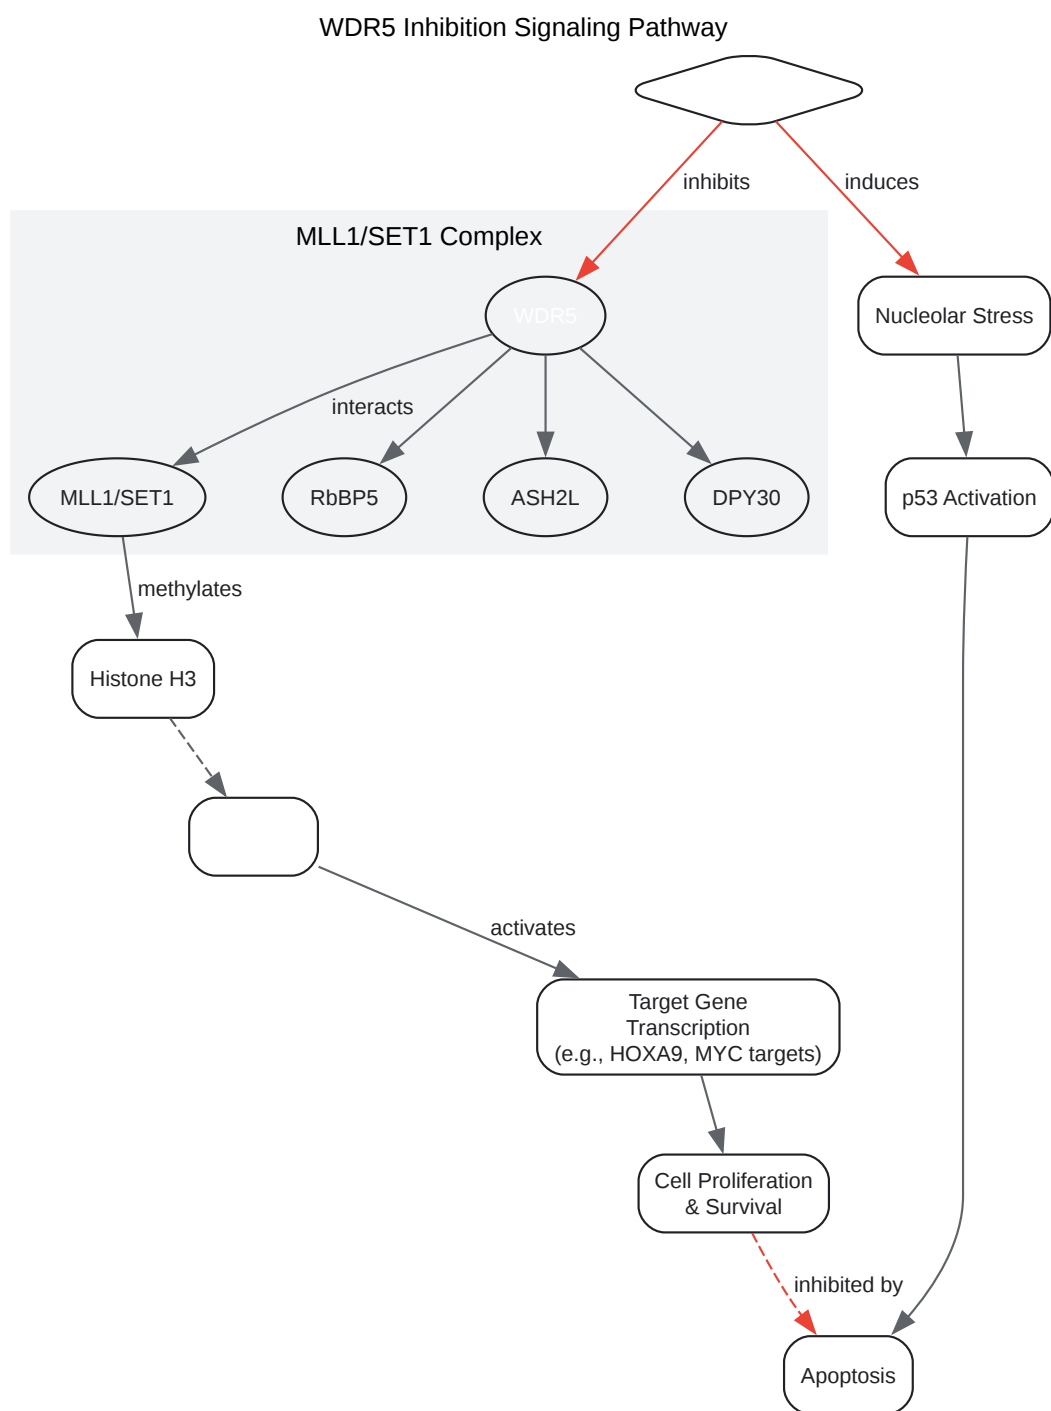 WDR5 Inhibition Signaling Pathway
inhibits
induces
MLL1/SET1 Complex
WDR5
Nucleolar Stress
interacts
MLL1/SET1
RbBP5
ASH2L
DPY30
p53 Activation
methylates
Histone H3
activates
Target Gene
Transcription
(e.g., HOXA9, MYC targets)
Cell Proliferation
& Survival
inhibited by
Apoptosis